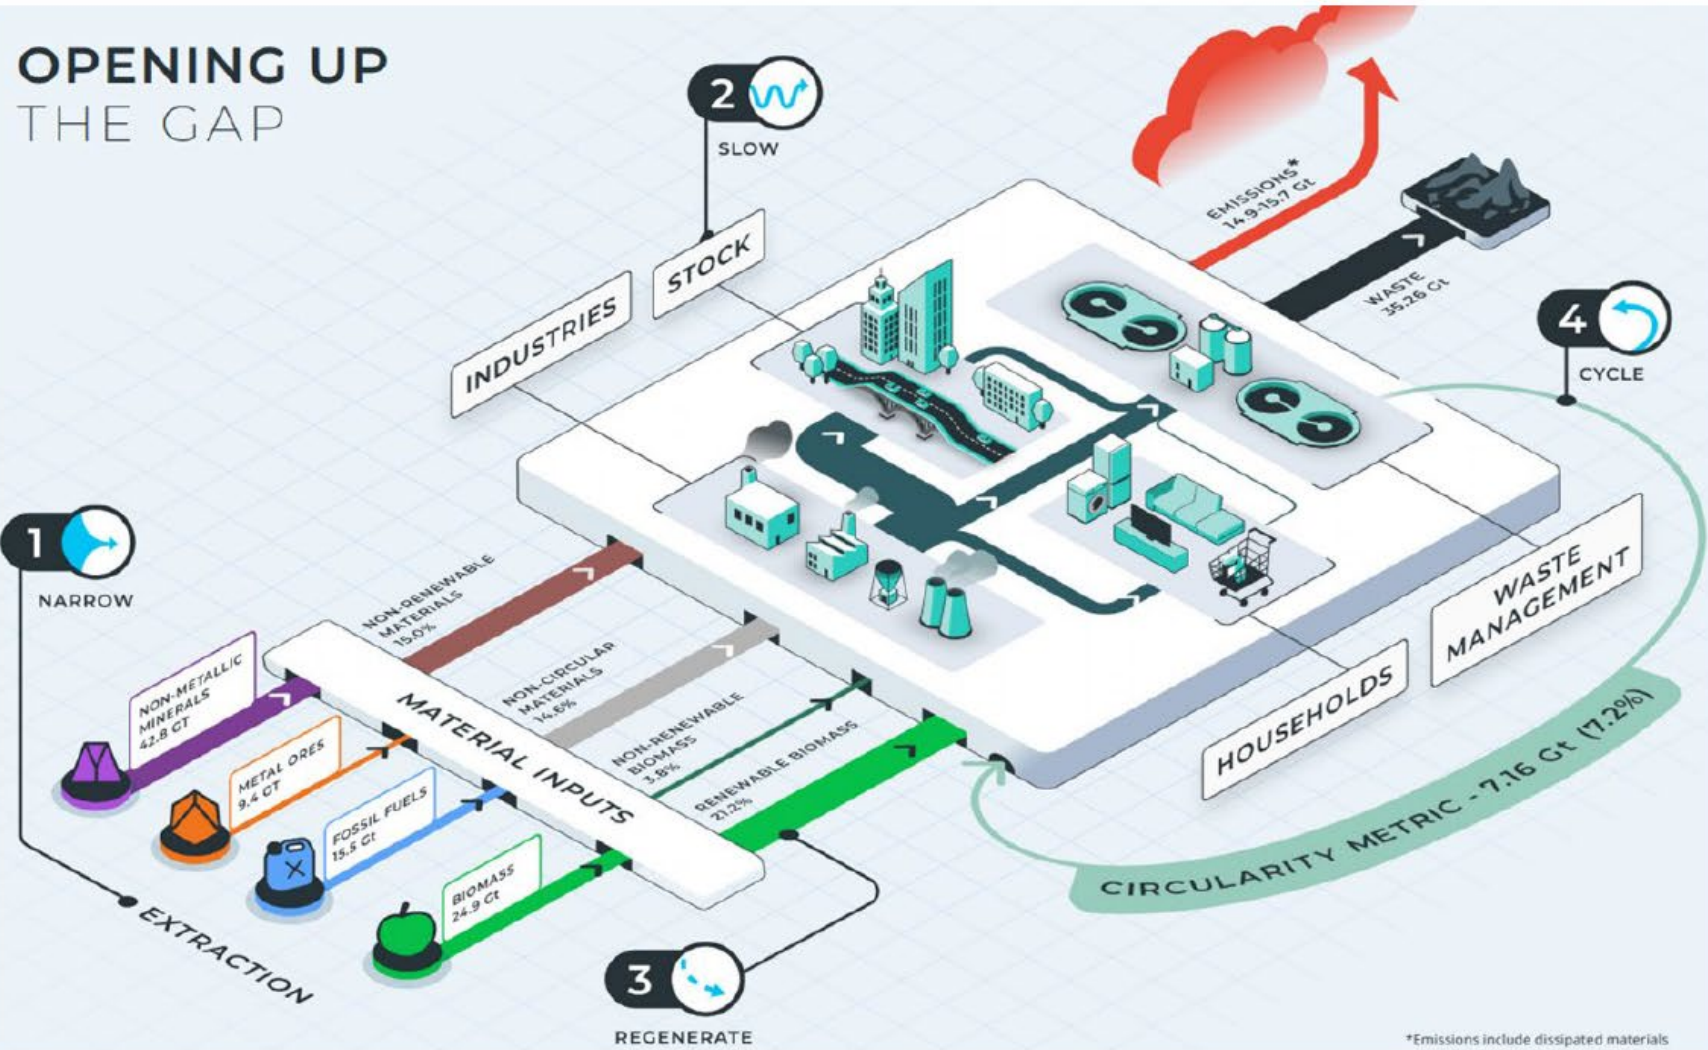 OPENING UP
THE GAP
2
SLOW
STOCK
INDUSTRIES
EMISSIONS*
14.9-15.7 Gt
WASTE
35.26 Gt
4
CYCLE
1
NARROW
NON-RENEWABLE
MATERIALS
15.0%
NON-METALLIC
MINERALS
42.8 GT
METAL ORES
9.4 GT
FOSSIL FUELS
15.5 Gt
BIOMASS
24.9 Gt
MATERIAL INPUTS
NON-CIRCULAR
MATERIALS
14.6%
NON-RENEWABLE
BIOMASS
3.8%
RENEWABLE BIOMASS
21.2%
WASTE
MANAGEMENT
HOUSEHOLDS
CIRCULARITY METRIC - 7.16 Gt (7.2%)
EXTRACTION
3
REGENERATE
*Emissions include dissipated materials